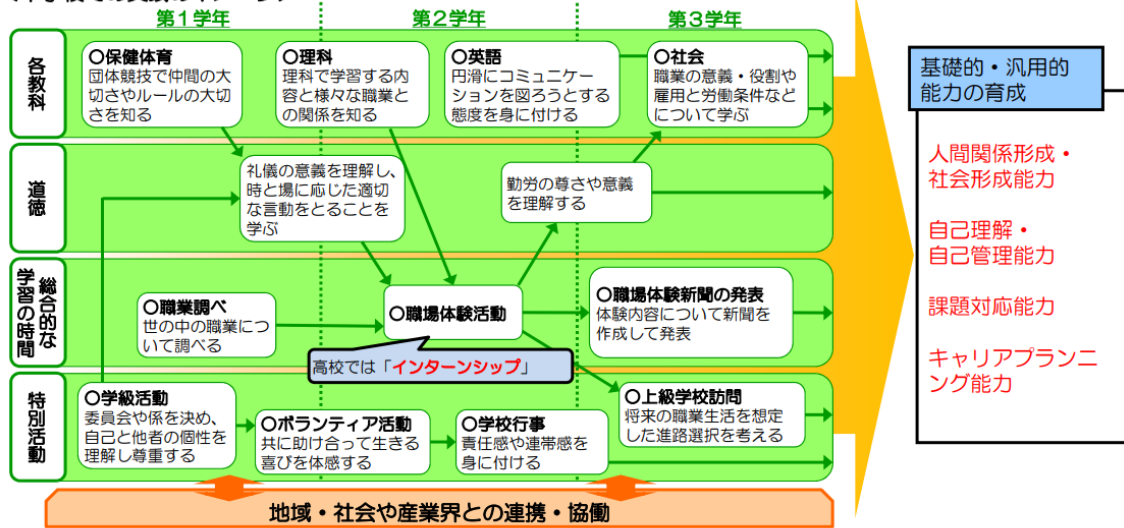 第1学年
第2学年
第3学年
各教科
○保健体育
団体競技で仲間の大
切さやルールの大切
さを知る
○理科
理科で学習する内
容と様々な職業と
の関係を知る
○英語
円滑にコミュニケー
ションを図ろうとする
態度を身に付ける
○社会
職業の意義・役割や
雇用と労働条件など
について学ぶ
道徳
礼儀の意義を理解し、
時と場に応じた適切
な言動をとることを
学ぶ
勤労の尊さや意義
を理解する
総合的な
学習の時間
○職業調べ
世の中の職業につ
いて調べる
○職場体験活動
高校では「インターンシップ」
○職場体験新聞の発表
体験内容について新聞を
作成して発表
特別活動
○学級活動
委員会や係を決め、
自己と他者の個性を
理解し尊重する
○ボランティア活動
共に助け合って生きる
喜びを体感する
○学校行事
責任感や連帯感を
身に付ける
○上級学校訪問
将来の職業生活を想定
した進路選択を考える
地域・社会や産業界との連携・協働
基礎的・汎用的
能力の育成
人間関係形成・
社会形成能力
自己理解・
自己管理能力
課題対応能力
キャリアプランニ
ング能力